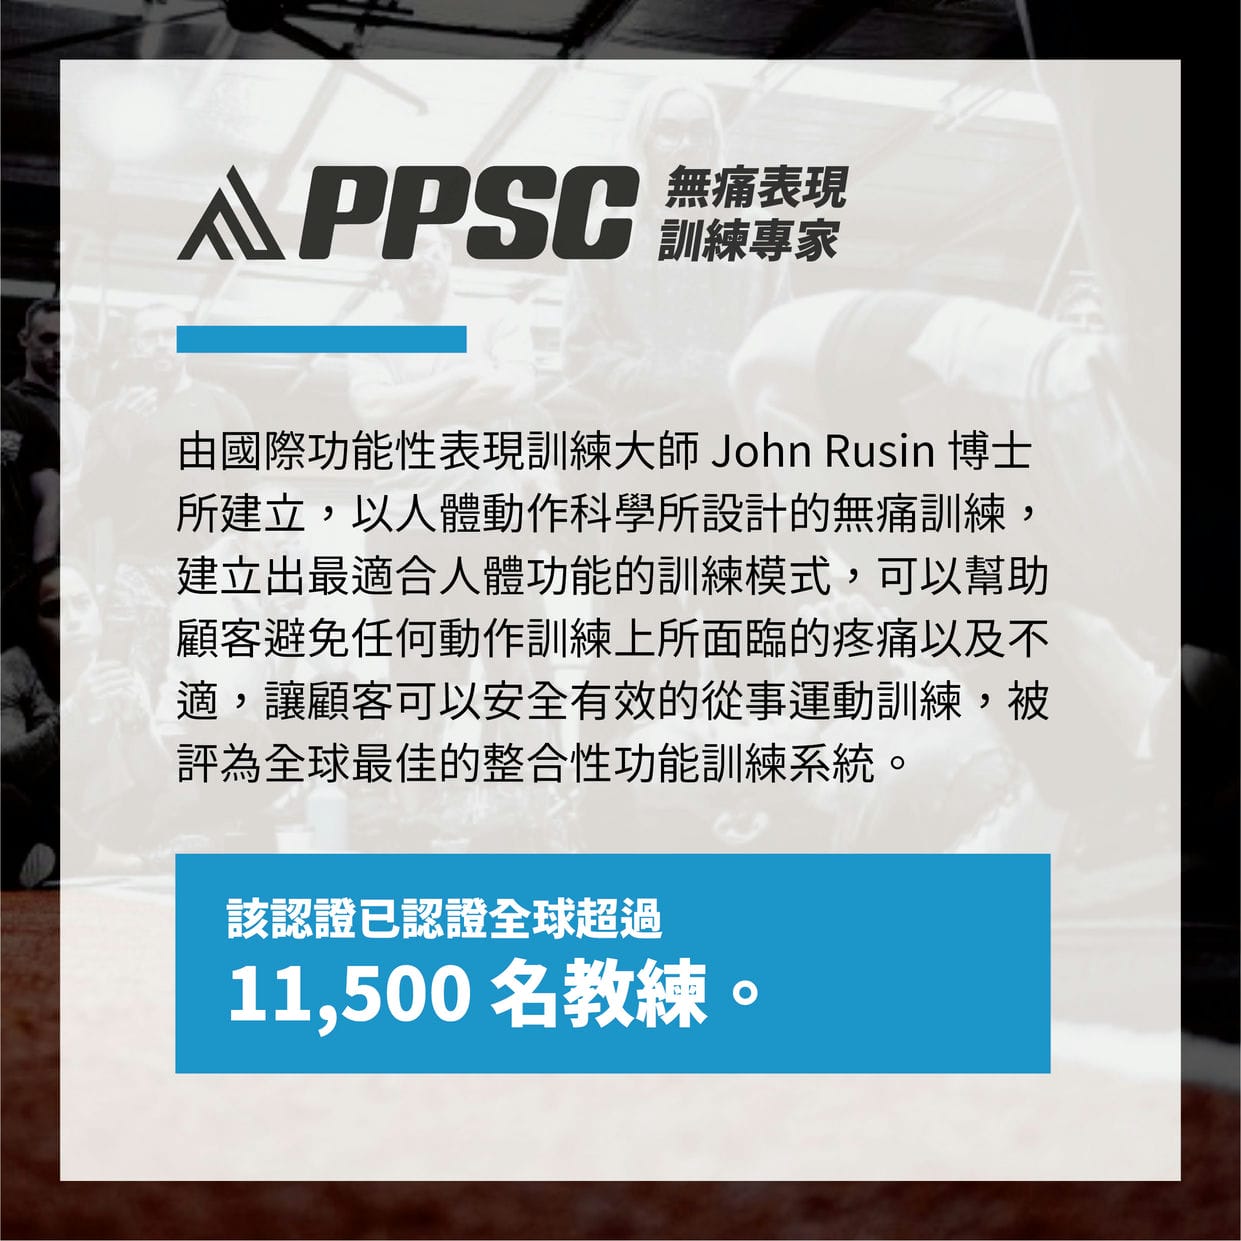 PPSC 無痛表現
訓練專家
由國際功能性表現訓練大師 John Rusin 博士
所建立，以人體動作科學所設計的無痛訓練，
建立出最適合人體功能的訓練模式，可以幫助
顧客避免任何動作訓練上所面臨的疼痛以及不
適，讓顧客可以安全有效的從事運動訓練，被
評為全球最佳的整合性功能訓練系統。
該認證已認證全球超過
11,500 名教練。